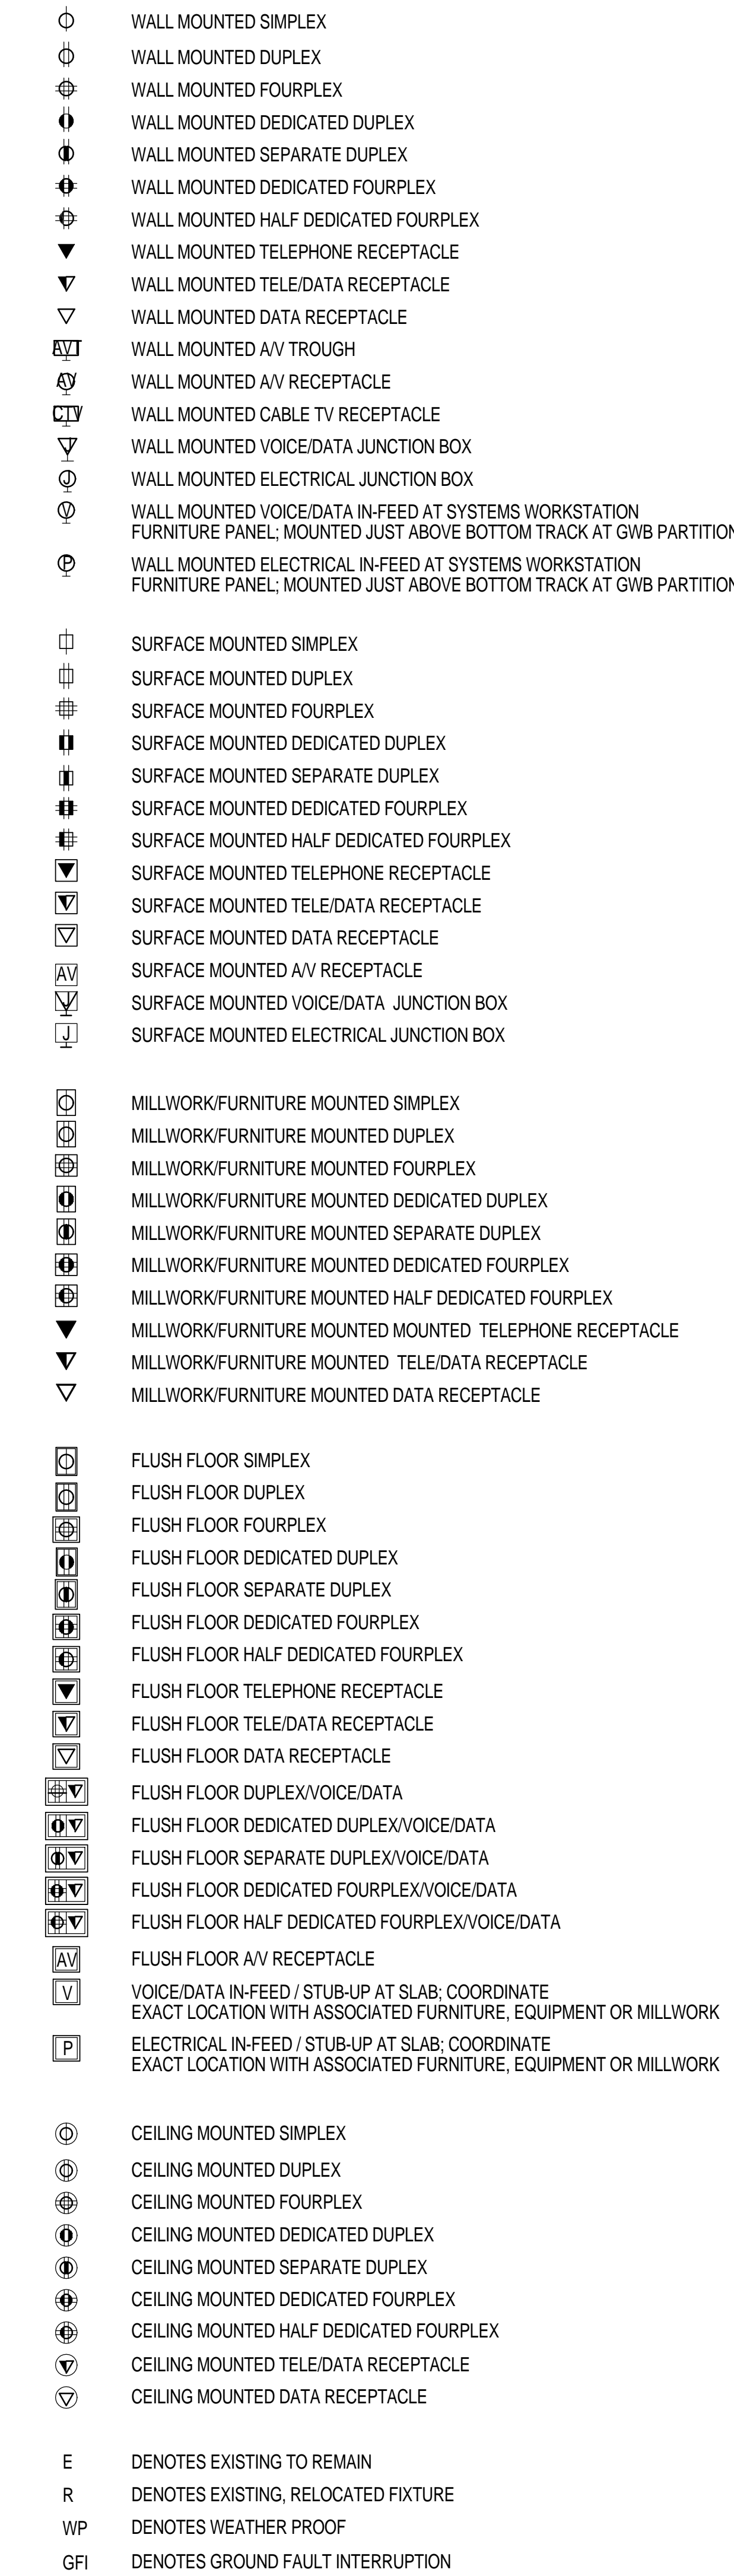 WALL MOUNTED SIMPLEX
WALL MOUNTED DUPLEX
WALL MOUNTED FOURPLEX
WALL MOUNTED DEDICATED DUPLEX
WALL MOUNTED SEPARATE DUPLEX
WALL MOUNTED DEDICATED FOURPLEX
WALL MOUNTED HALF DEDICATED FOURPLEX
WALL MOUNTED TELEPHONE RECEPTACLE
WALL MOUNTED TELE/DATA RECEPTACLE
WALL MOUNTED DATA RECEPTACLE
AVT WALL MOUNTED A/V TROUGH
AV WALL MOUNTED A/V RECEPTACLE
CTV WALL MOUNTED CABLE TV RECEPTACLE
J WALL MOUNTED VOICE/DATA JUNCTION BOX
J WALL MOUNTED ELECTRICAL JUNCTION BOX
V WALL MOUNTED VOICE/DATA IN-FEED AT SYSTEMS WORKSTATION
FURNITURE PANEL; MOUNTED JUST ABOVE BOTTOM TRACK AT GWB PARTITION
P WALL MOUNTED ELECTRICAL IN-FEED AT SYSTEMS WORKSTATION
FURNITURE PANEL; MOUNTED JUST ABOVE BOTTOM TRACK AT GWB PARTITION
SURFACE MOUNTED SIMPLEX
SURFACE MOUNTED DUPLEX
SURFACE MOUNTED FOURPLEX
SURFACE MOUNTED DEDICATED DUPLEX
SURFACE MOUNTED SEPARATE DUPLEX
SURFACE MOUNTED DEDICATED FOURPLEX
SURFACE MOUNTED HALF DEDICATED FOURPLEX
SURFACE MOUNTED TELEPHONE RECEPTACLE
SURFACE MOUNTED TELE/DATA RECEPTACLE
SURFACE MOUNTED DATA RECEPTACLE
AV SURFACE MOUNTED A/V RECEPTACLE
J SURFACE MOUNTED VOICE/DATA JUNCTION BOX
J SURFACE MOUNTED ELECTRICAL JUNCTION BOX
MILLWORK/FURNITURE MOUNTED SIMPLEX
MILLWORK/FURNITURE MOUNTED DUPLEX
MILLWORK/FURNITURE MOUNTED FOURPLEX
MILLWORK/FURNITURE MOUNTED DEDICATED DUPLEX
MILLWORK/FURNITURE MOUNTED SEPARATE DUPLEX
MILLWORK/FURNITURE MOUNTED DEDICATED FOURPLEX
MILLWORK/FURNITURE MOUNTED HALF DEDICATED FOURPLEX
MILLWORK/FURNITURE MOUNTED MOUNTED TELEPHONE RECEPTACLE
MILLWORK/FURNITURE MOUNTED TELE/DATA RECEPTACLE
MILLWORK/FURNITURE MOUNTED DATA RECEPTACLE
FLUSH FLOOR SIMPLEX
FLUSH FLOOR DUPLEX
FLUSH FLOOR FOURPLEX
FLUSH FLOOR DEDICATED DUPLEX
FLUSH FLOOR SEPARATE DUPLEX
FLUSH FLOOR DEDICATED FOURPLEX
FLUSH FLOOR HALF DEDICATED FOURPLEX
FLUSH FLOOR TELEPHONE RECEPTACLE
FLUSH FLOOR TELE/DATA RECEPTACLE
FLUSH FLOOR DATA RECEPTACLE
FLUSH FLOOR DUPLEX/VOICE/DATA
FLUSH FLOOR DEDICATED DUPLEX/VOICE/DATA
FLUSH FLOOR SEPARATE DUPLEX/VOICE/DATA
FLUSH FLOOR DEDICATED FOURPLEX/VOICE/DATA
FLUSH FLOOR HALF DEDICATED FOURPLEX/VOICE/DATA
AV FLUSH FLOOR A/V RECEPTACLE
V VOICE/DATA IN-FEED / STUB-UP AT SLAB; COORDINATE
EXACT LOCATION WITH ASSOCIATED FURNITURE, EQUIPMENT OR MILLWORK
P ELECTRICAL IN-FEED / STUB-UP AT SLAB; COORDINATE
EXACT LOCATION WITH ASSOCIATED FURNITURE, EQUIPMENT OR MILLWORK
CEILING MOUNTED SIMPLEX
CEILING MOUNTED DUPLEX
CEILING MOUNTED FOURPLEX
CEILING MOUNTED DEDICATED DUPLEX
CEILING MOUNTED SEPARATE DUPLEX
CEILING MOUNTED DEDICATED FOURPLEX
CEILING MOUNTED HALF DEDICATED FOURPLEX
CEILING MOUNTED TELE/DATA RECEPTACLE
CEILING MOUNTED DATA RECEPTACLE
E DENOTES EXISTING TO REMAIN
R DENOTES EXISTING, RELOCATED FIXTURE
WP DENOTES WEATHER PROOF
GFI DENOTES GROUND FAULT INTERRUPTION